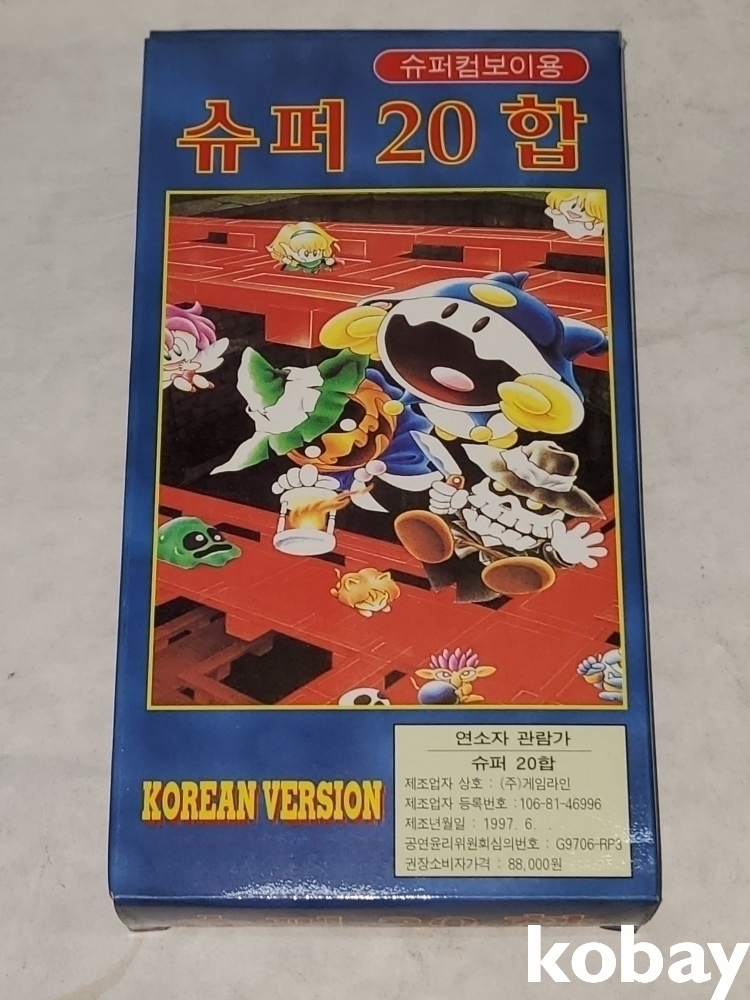 슈퍼컴보이용
슈퍼 20 합
KOREAN VERSION
연소자 관람가
슈퍼 20합
제조업자 상호 : (주)게임라인
제조업자 등록번호 : 106-81-46996
제조년월일 : 1997. 6. . .
공연윤리위원회심의번호 : G9706-RP3
권장소비자가격 : 88,000원
kobay